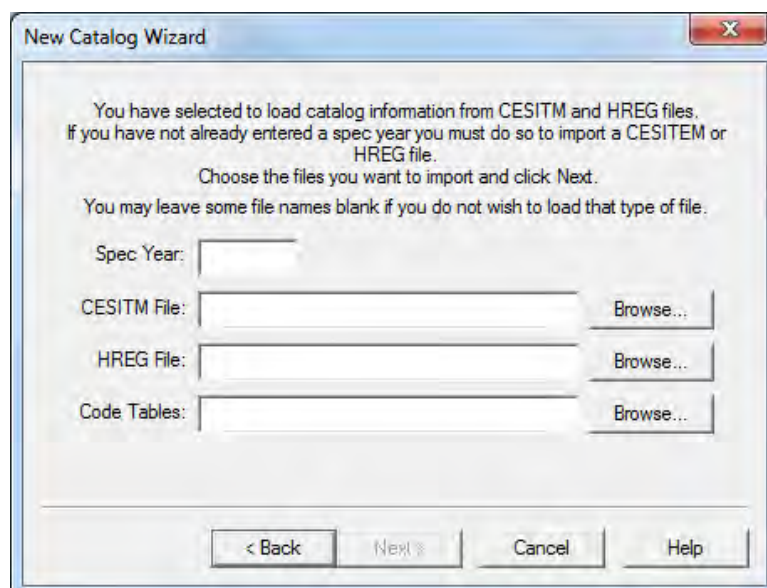 New Catalog Wizard
You have selected to load catalog information from CESITM and HREG files.
If you have not already entered a spec year you must do so to import a CESITEM or
HREG file.
Choose the files you want to import and click Next.
You may leave some file names blank if you do not wish to load that type of file.
Spec Year:
CESITM File: Browse...
HREG File: Browse...
Code Tables: Browse...
< Back Next > Cancel Help